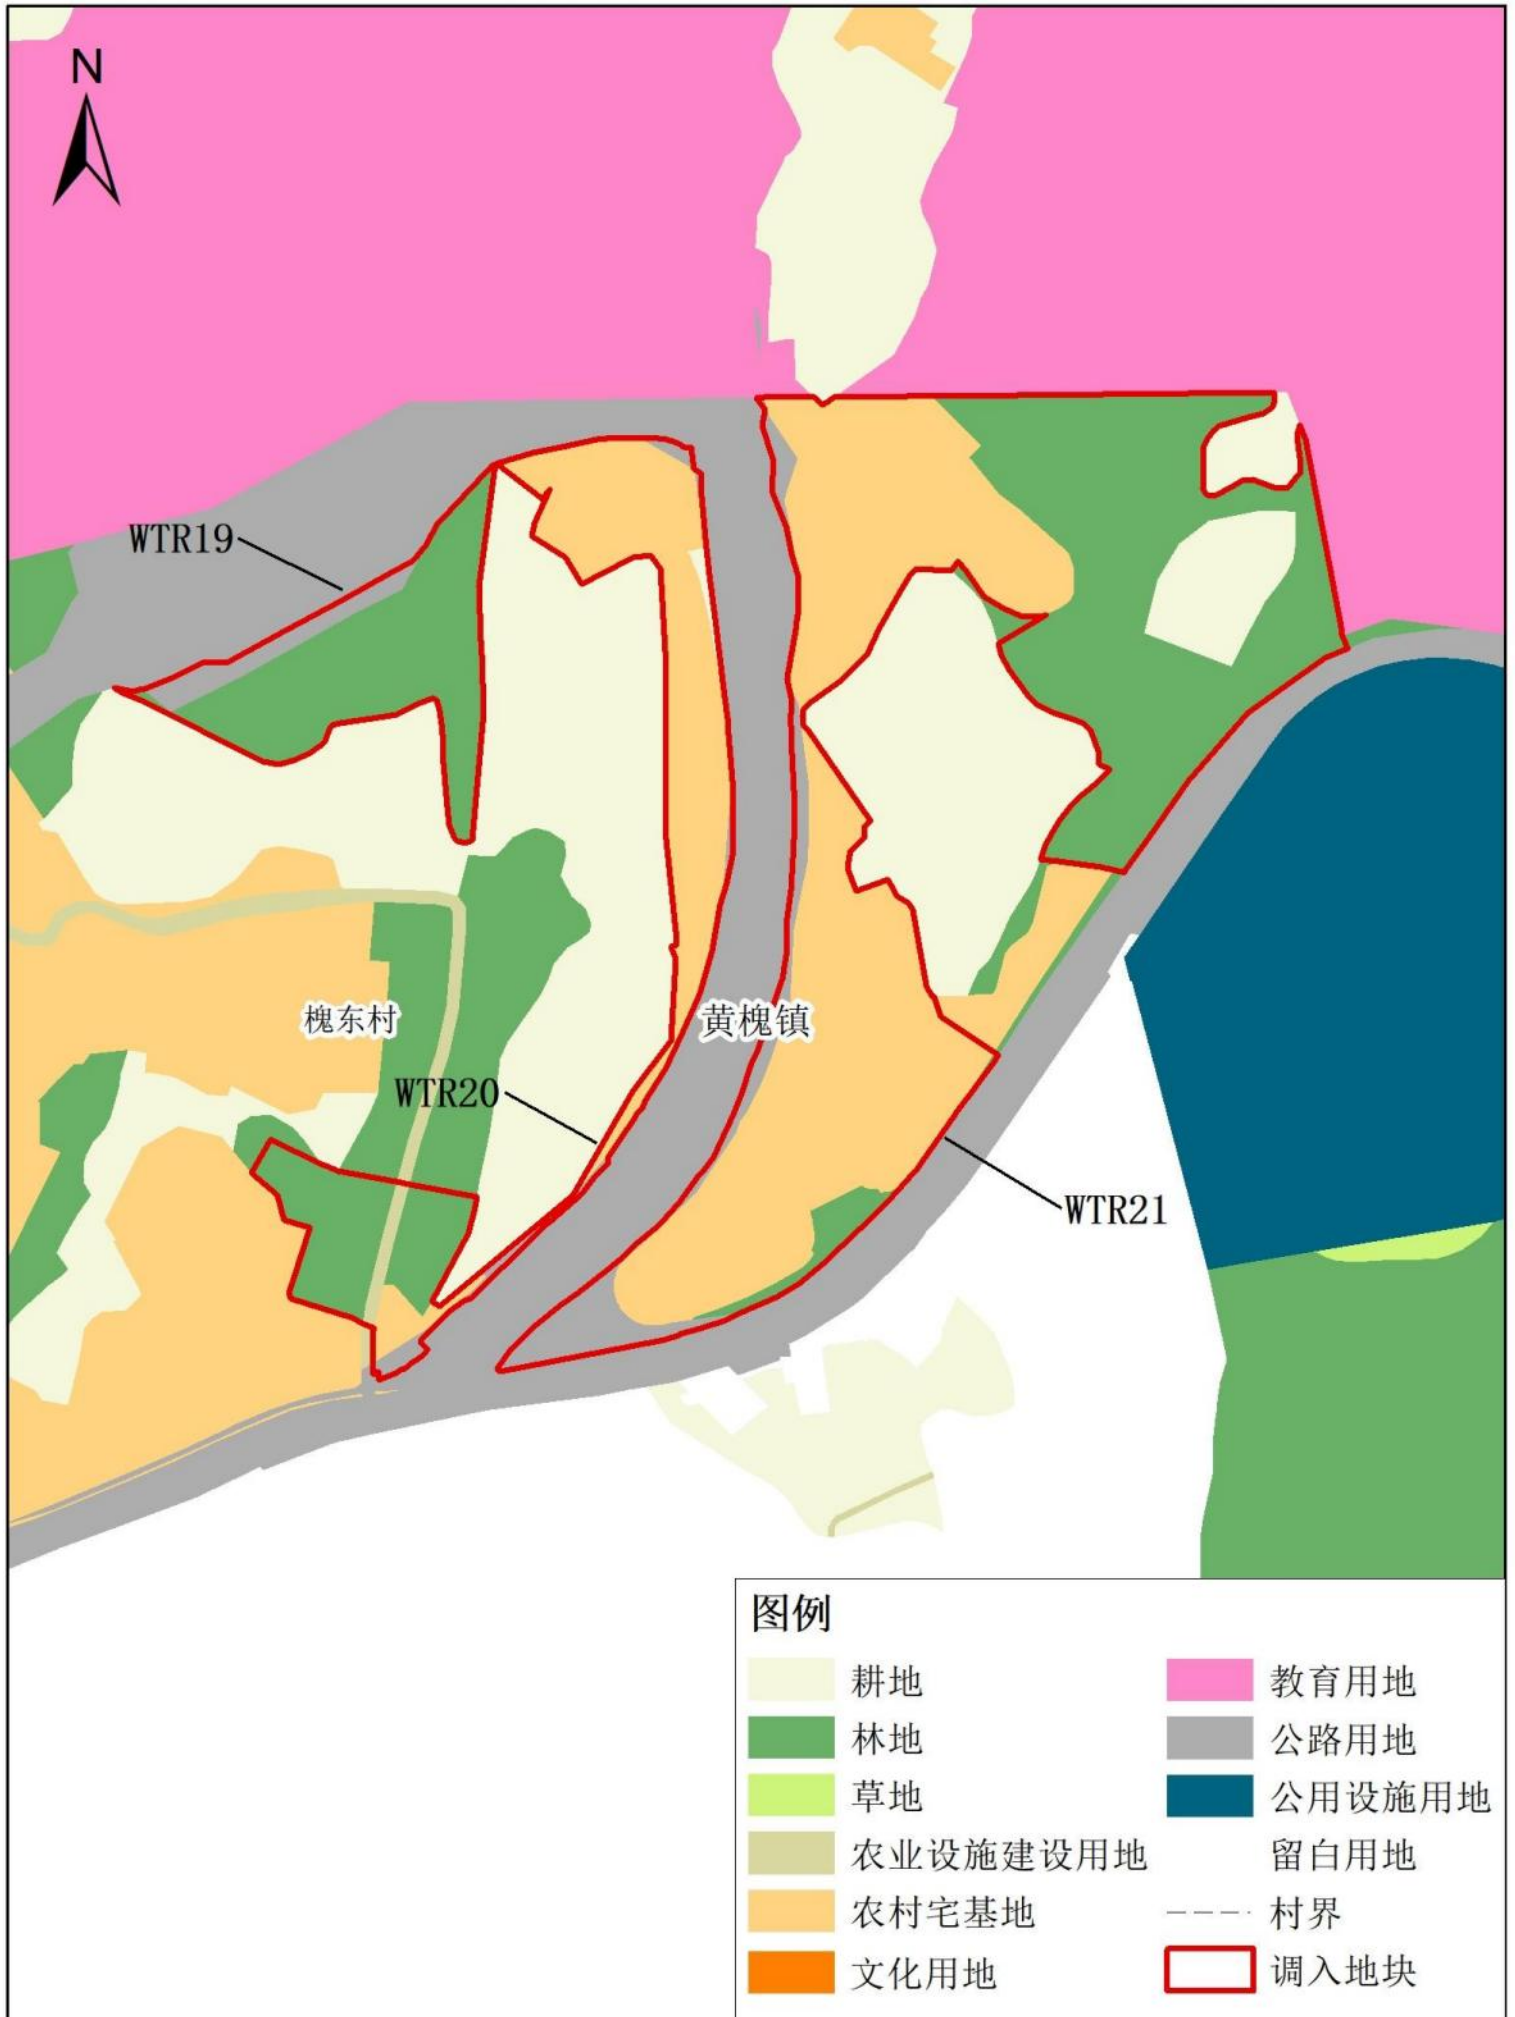 N
WTR19
槐东村
黄槐镇
WTR20
WTR21
图例
耕地
林地
草地
农业设施建设用地
农村宅基地
文化用地
教育用地
公路用地
公用设施用地
留白用地
村界
调入地块